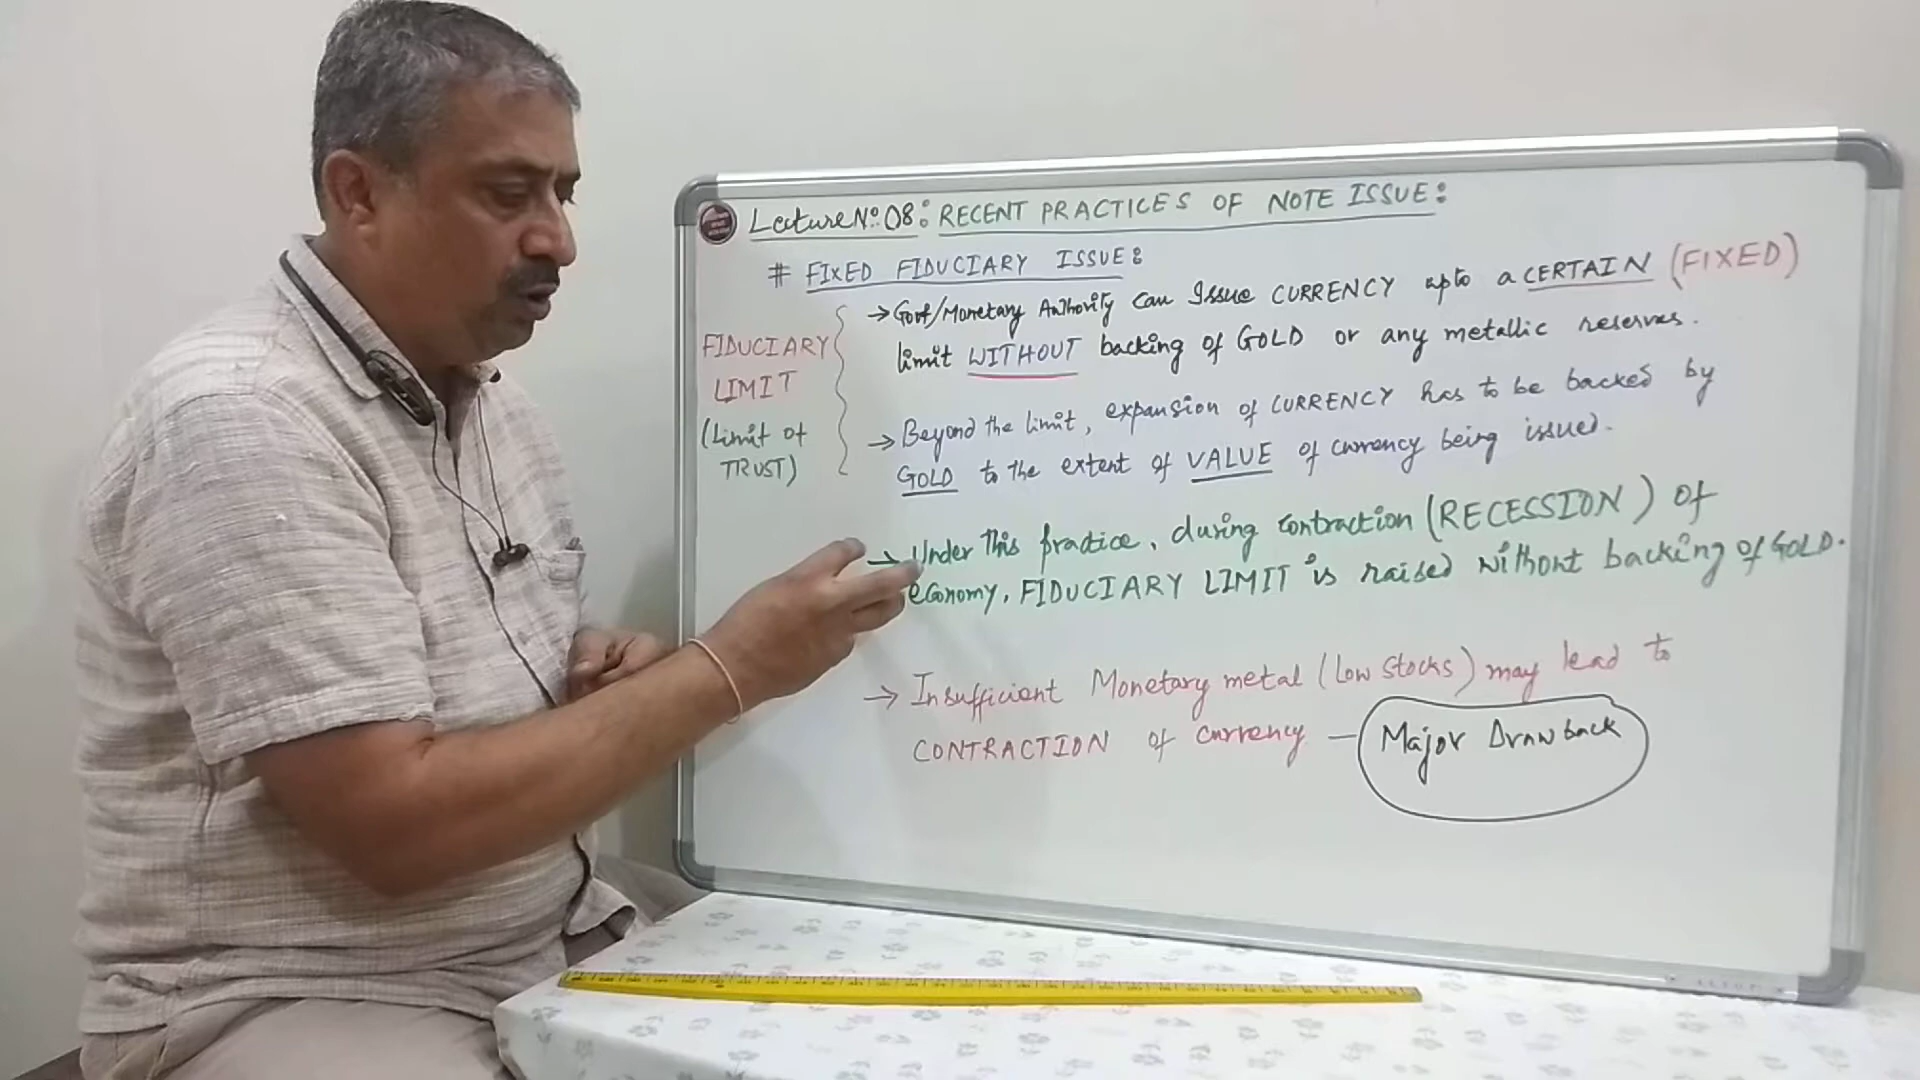 Lecture No: 08: RECENT PRACTICES OF NOTE ISSUE:
# FIXED FIDUCIARY ISSUE:
FIDUCIARY
LIMIT
(Limit of
TRUST)
→ Govt/Monetary Authority can Issue CURRENCY upto a CERTAIN (FIXED)
limit WITHOUT backing of GOLD or any metallic reserves.
→ Beyond the limit, expansion of CURRENCY has to be backed by
GOLD to the extent of VALUE of currency being issued.
→ Under this practice, during contraction (RECESSION) of
economy, FIDUCIARY LIMIT is raised without backing of GOLD.
→ Insufficient Monetary metal (Low Stocks) may lead to
CONTRACTION of currency – Major Drawback